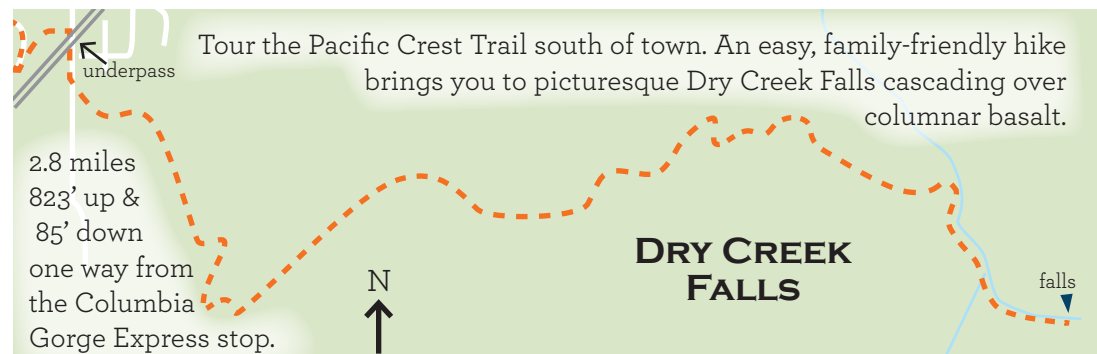 Tour the Pacific Crest Trail south of town. An easy, family-friendly hike
brings you to picturesque Dry Creek Falls cascading over
columnar basalt.
underpass
2.8 miles
823’ up &
85’ down
one way from
the Columbia
Gorge Express stop.
N
DRY CREEK
FALLS
falls